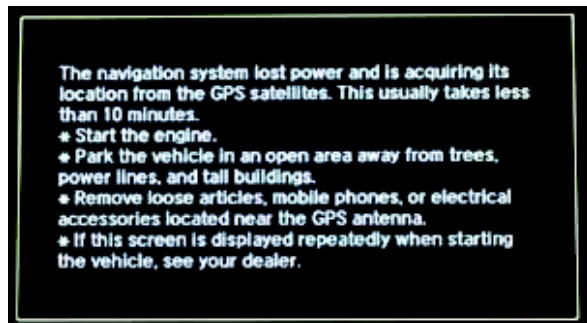 The navigation system lost power and is acquiring its
location from the GPS satellites. This usually takes less
than 10 minutes.
* Start the engine.
* Park the vehicle in an open area away from trees,
power lines, and tall buildings.
* Remove loose articles, mobile phones, or electrical
accessories located near the GPS antenna.
* If this screen is displayed repeatedly when starting
the vehicle, see your dealer.